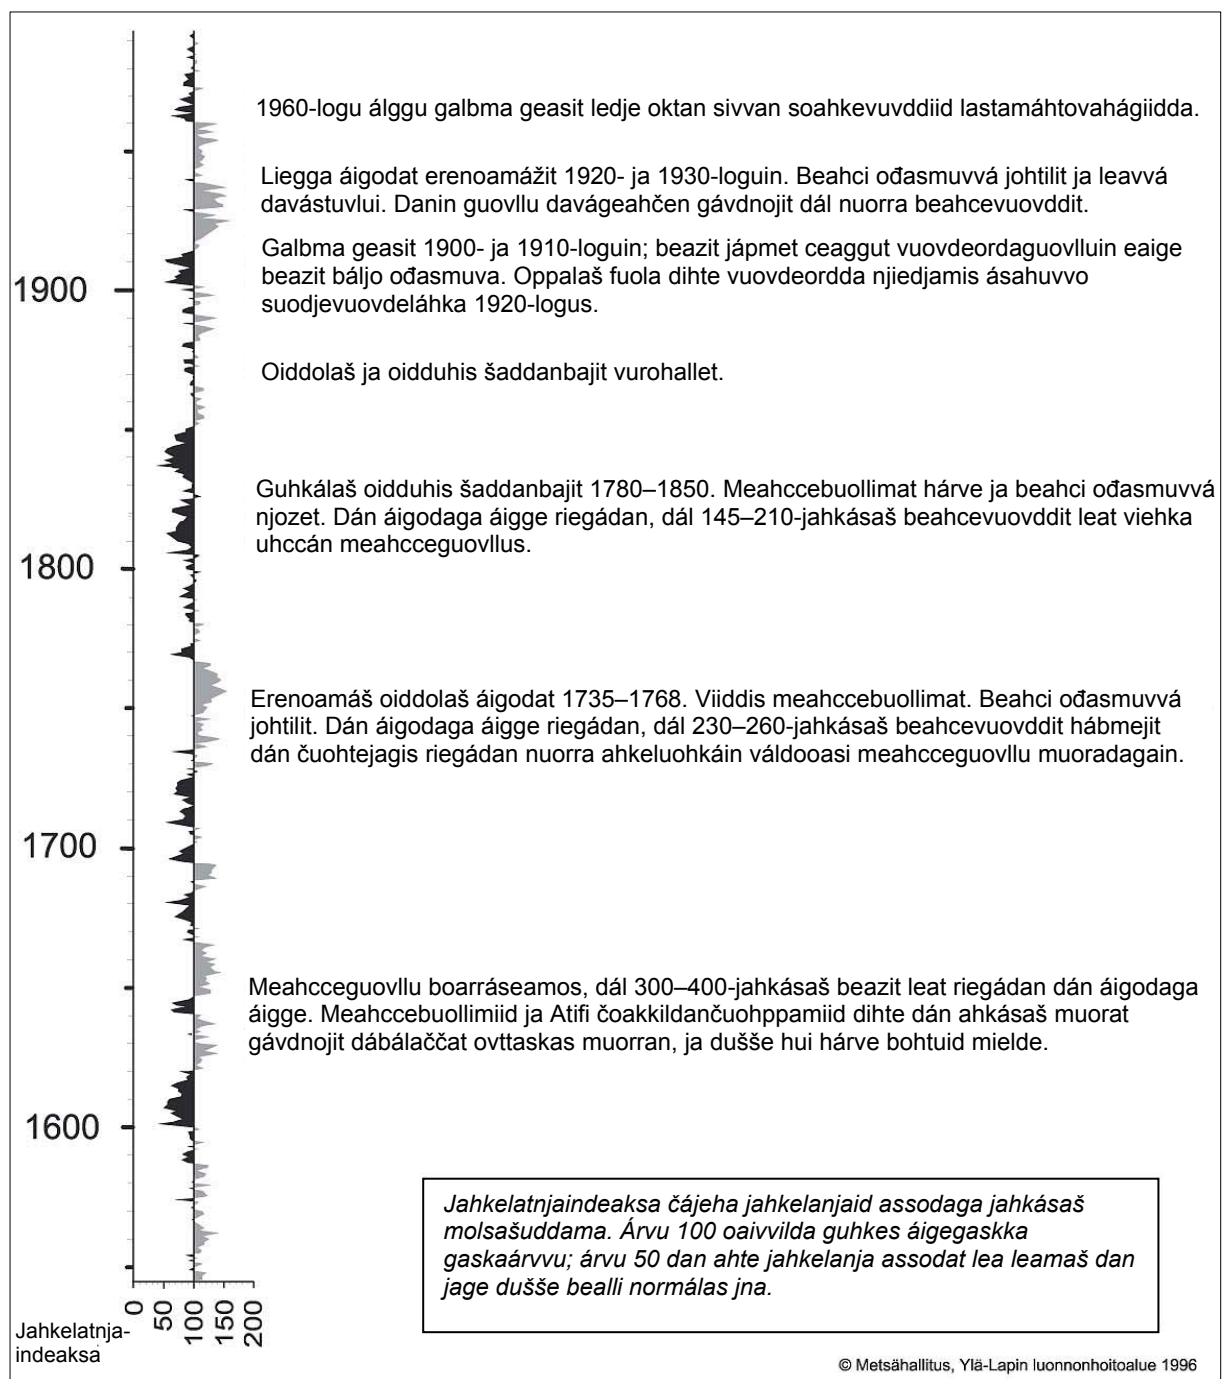 1960-logu álggu galbma geasit ledje oktan sivvan soahkevuvddiid lastamáhtovahágiidda.
Liegga áigodat erenoamážit 1920- ja 1930-loguin. Beahci ođasmuvvá johtilit ja leavvá
davástuvlui. Danin guovllu davágeahčen gávdnojit dál nuorra beahcevuovddit.
Galbma geasit 1900- ja 1910-loguin; beazit jápmet ceaggut vuovdeordaguovlluin eaige
beazit báljo ođasmuva. Oppalaš fuola dihte vuovdeordda njiedjamis ásahuvvo
suodjevuovdeláhka 1920-logus.
1900
Oiddolaš ja oidduhis šaddanbajit vurohallet.
Guhkálaš oidduhis šaddanbajit 1780–1850. Meahccebuollimat hárve ja beahci ođasmuvvá
njozet. Dán áigodaga áigge riegádan, dál 145–210-jahkásaš beahcevuovddit leat viehka
uhccán meahcceguovllus.
1800
Erenoamáš oiddolaš áigodat 1735–1768. Viiddis meahccebuollimat. Beahci ođasmuvvá
johtilit. Dán áigodaga áigge riegádan, dál 230–260-jahkásaš beahcevuovddit hábmejit
dán čuohtejagis riegádan nuorra ahkeluohkáin váldooasi meahcceguovllu muoradagain.
1700
Meahcceguovllu boarráseamos, dál 300–400-jahkásaš beazit leat riegádan dán áigodaga
áigge. Meahccebuollimiid ja Atifi čoakkildančuohppamiid dihte dán ahkásaš muorat
gávdnojit dábálaččat ovttaskas muorran, ja dušše hui hárve bohtuid mielde.
1600
Jahkelatnjaindeaksa čájeha jahkelanjaid assodaga jahkásaš
molsašuddama. Árvu 100 oaivvilda guhkes áigegaskka
gaskaárvvu; árvu 50 dan ahte jahkelanja assodat lea leamaš dan
jage dušše bealli normálas jna.
0 50 100 150 200
Jahkelatnja-
indeaksa
© Metsähallitus, Ylä-Lapin luonnonhoitoalue 1996